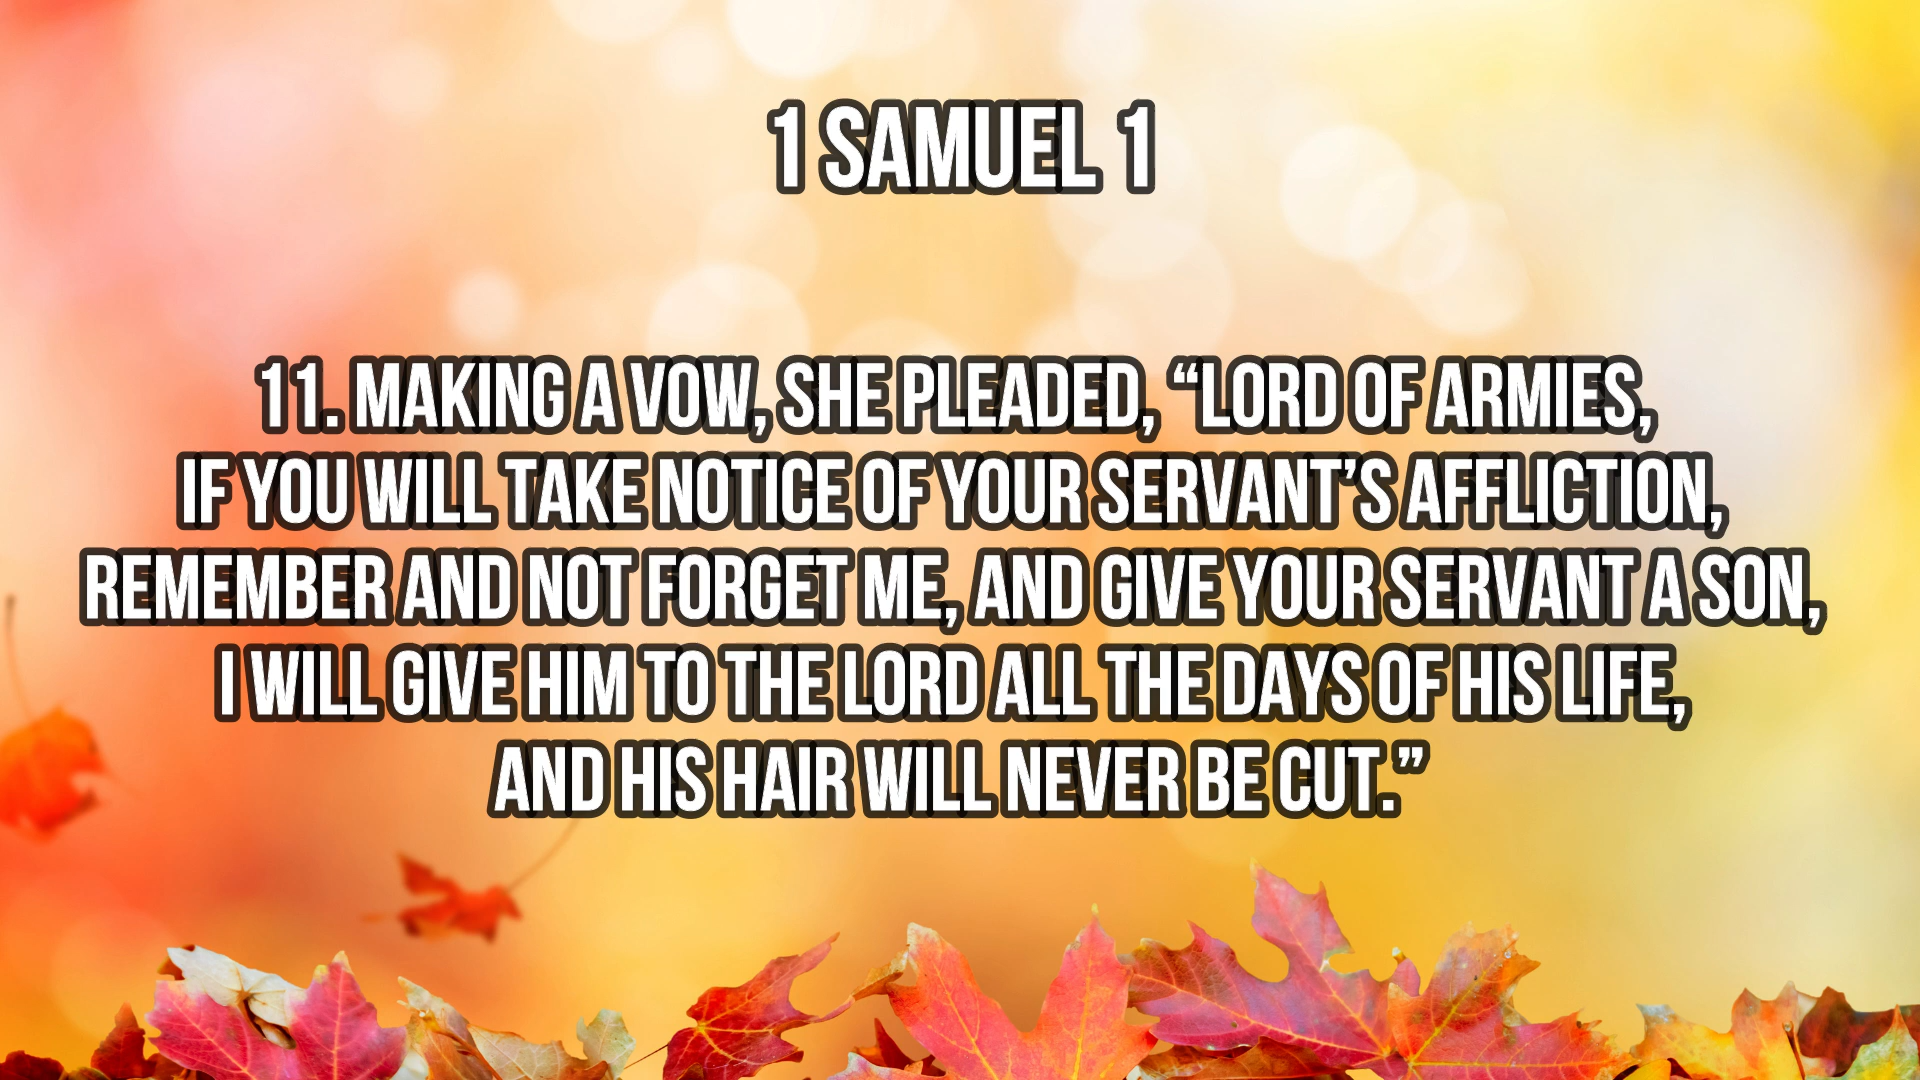 1 SAMUEL 1
11. MAKING A VOW, SHE PLEADED, “LORD OF ARMIES,
IF YOU WILL TAKE NOTICE OF YOUR SERVANT’S AFFLICTION,
REMEMBER AND NOT FORGET ME, AND GIVE YOUR SERVANT A SON,
I WILL GIVE HIM TO THE LORD ALL THE DAYS OF HIS LIFE,
AND HIS HAIR WILL NEVER BE CUT.”